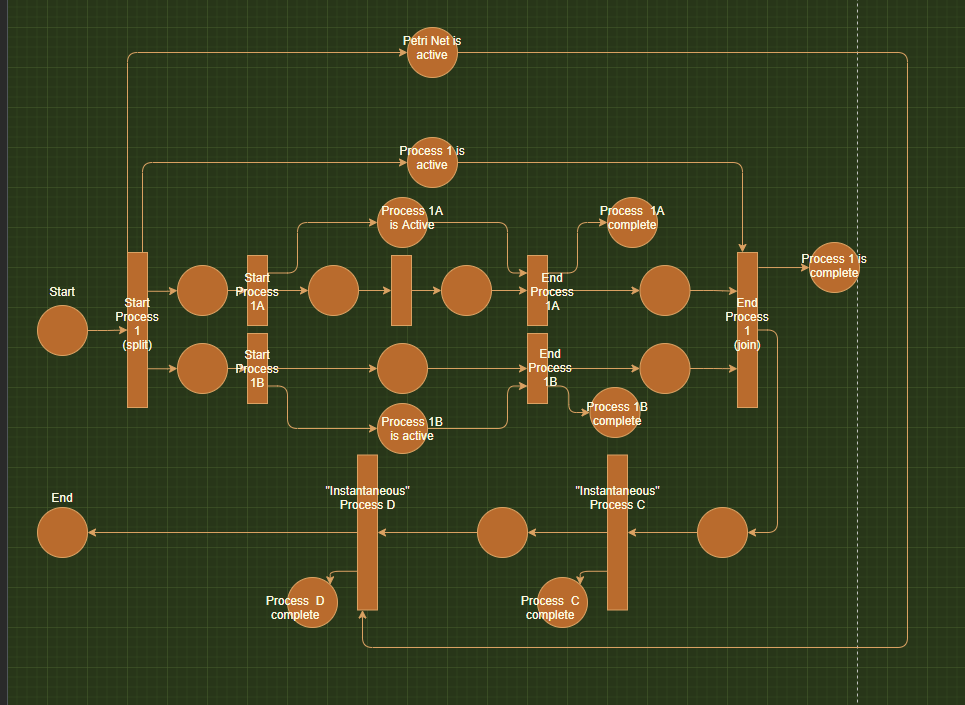 Petri Net is
active
Process 1 is
active
Process 1A
is Active
Process 1A
complete
Start
Start
Process
1
(split)
Start
Process
1A
End
Process
1A
End
Process
1
(join)
Process 1 is
complete
Start
Process
1B
End
Process
1B
Process 1B
is active
Process 1B
complete
End
"Instantaneous"
Process D
"Instantaneous"
Process C
Process D
complete
Process C
complete